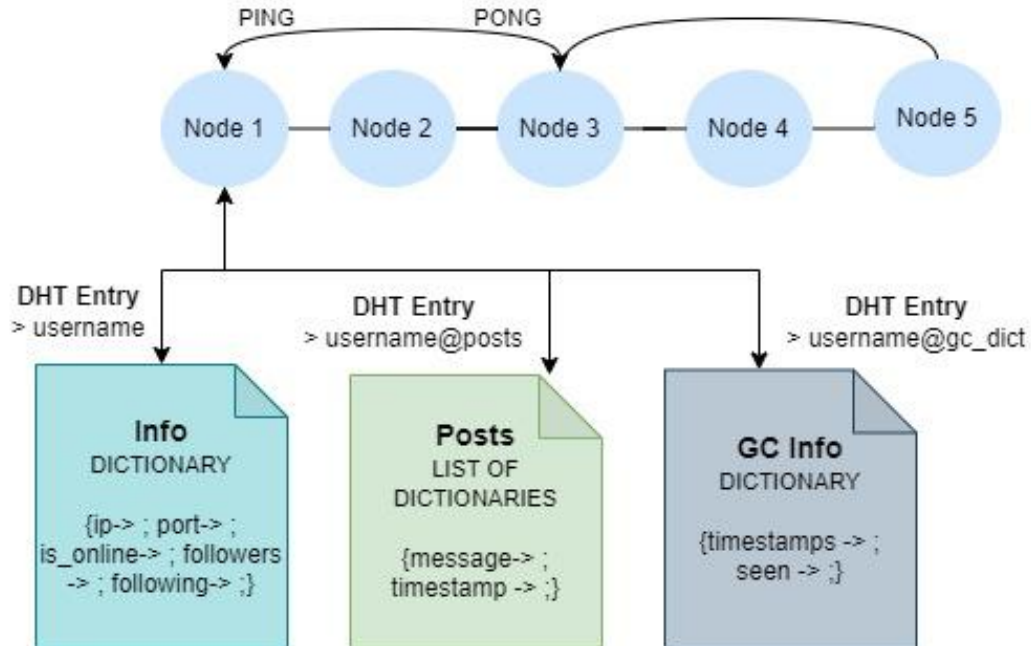 PING
PONG
Node 1
Node 2
Node 3
Node 4
Node 5
DHT Entry
> username
DHT Entry
> username@posts
DHT Entry
> username@gc_dict
Info
DICTIONARY
{ip-> ; port-> ;
is_online-> ; followers
-> ; following-> ;}
Posts
LIST OF
DICTIONARIES
{message-> ;
timestamp -> ;}
GC Info
DICTIONARY
{timestamps -> ;
seen -> ;}